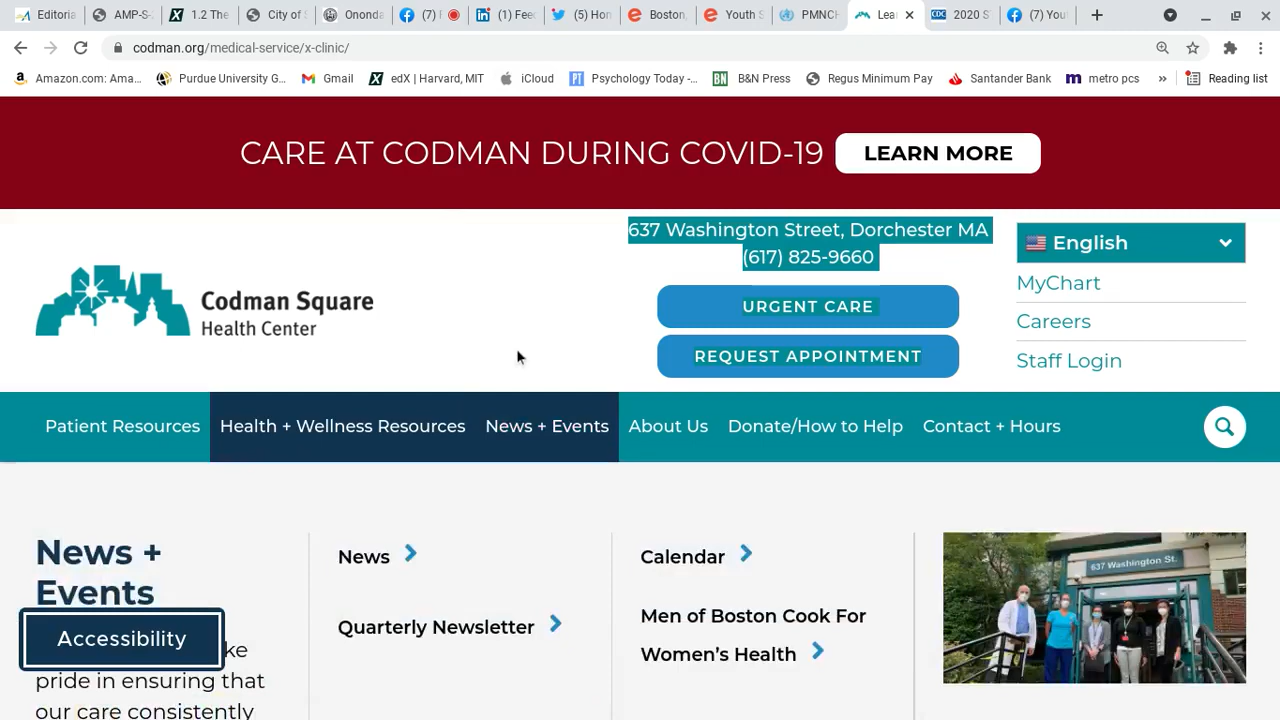 Editoria
AMP-S-
1.2 The
City of S
Ononda
(7) f
(1) Feed
(5) Hom
Boston,
Youth S
PMNCH
Lear
2020 S
(7) You
codman.org/medical-service/x-clinic/
Amazon.com: Ama...
Purdue University G...
Gmail
edX | Harvard, MIT
iCloud
Psychology Today -...
B&N Press
Regus Minimum Pay
Santander Bank
metro pcs
»
Reading list
CARE AT CODMAN DURING COVID-19
LEARN MORE
637 Washington Street, Dorchester MA
(617) 825-9660
URGENT CARE
REQUEST APPOINTMENT
English
MyChart
Careers
Staff Login
Codman Square
Health Center
Patient Resources
Health + Wellness Resources
News + Events
About Us
Donate/How to Help
Contact + Hours
News +
Events
Accessibility
ke
pride in ensuring that
our care consistently
News
Quarterly Newsletter
Calendar
Men of Boston Cook For
Women’s Health
637 Washington St.